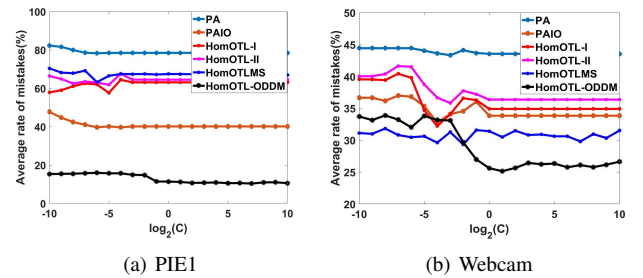 100
80
60
40
20
0
-10
-5
0
5
10
Average rate of mistakes(%)
log2(C)
PA
PAIO
HomOTL-I
HomOTL-II
HomOTLMS
HomOTL-ODDM
(a) PIE1
50
45
40
35
30
25
20
-10
-5
0
5
10
Average rate of mistakes(%)
log2(C)
PA
PAIO
HomOTL-I
HomOTL-II
HomOTLMS
HomOTL-ODDM
(b) Webcam